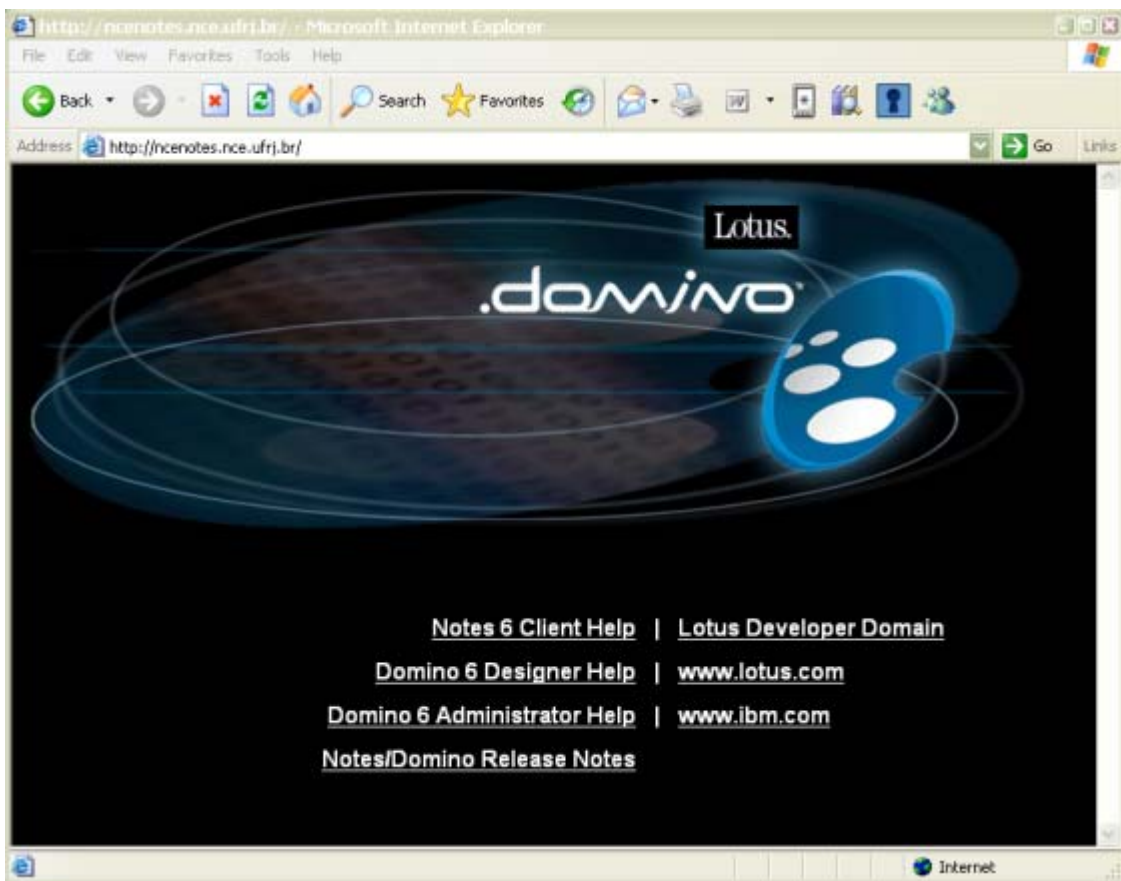 http://ncenotes.nce.ufrj.br/ - Microsoft Internet Explorer
File Edit View Favorites Tools Help
Back Search Favorites
Address http://ncenotes.nce.ufrj.br/ Go Links
Lotus.
.domino™
Notes 6 Client Help | Lotus Developer Domain
Domino 6 Designer Help | www.lotus.com
Domino 6 Administrator Help | www.ibm.com
Notes/Domino Release Notes
Internet